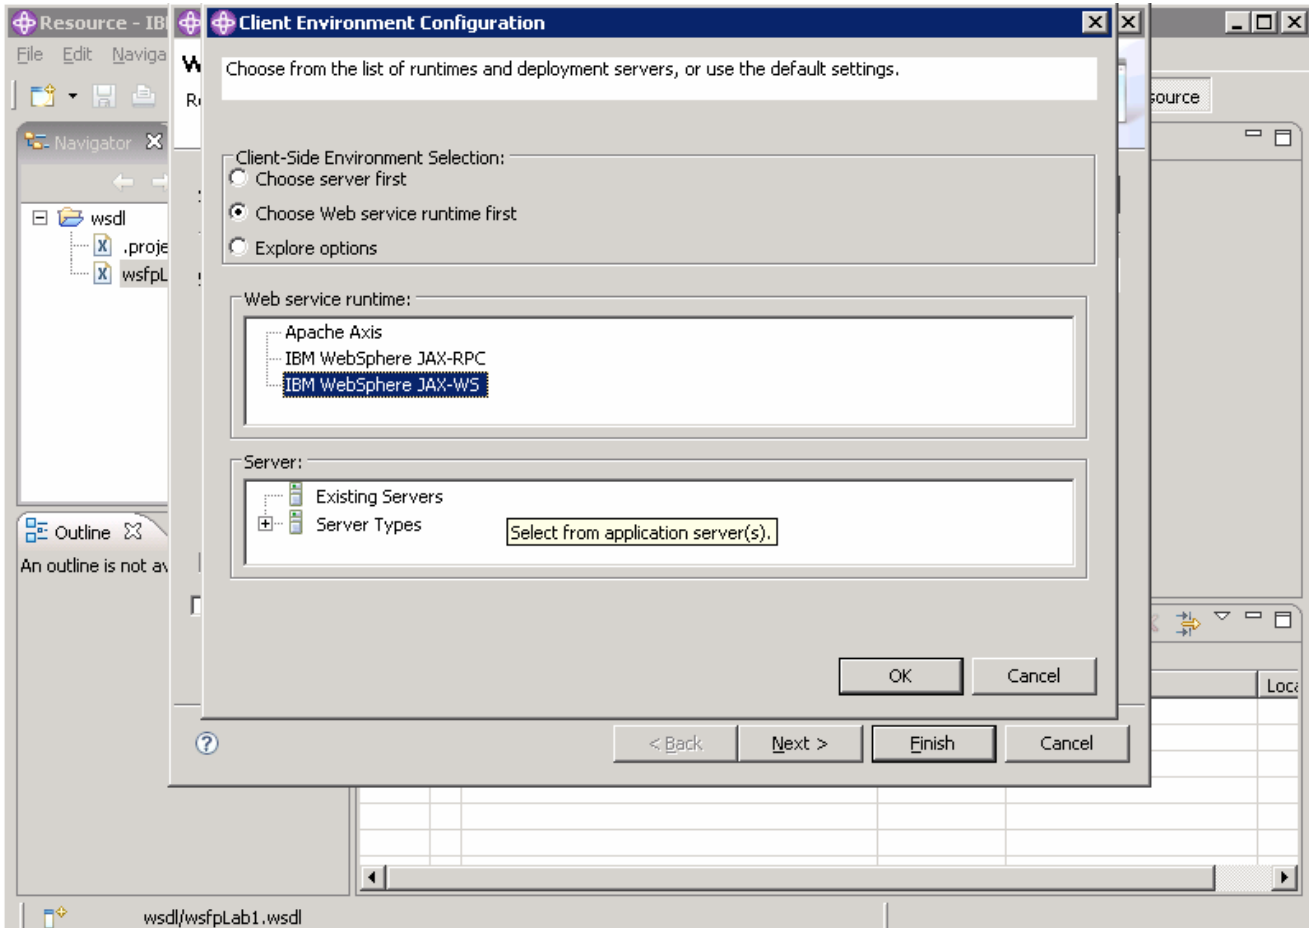 Resource - IB
Client Environment Configuration
File Edit Naviga
Choose from the list of runtimes and deployment servers, or use the default settings.
source
Navigator
Client-Side Environment Selection:
Choose server first
Choose Web service runtime first
Explore options
wsdl
.proje
wsfpL
Web service runtime:
Apache Axis
IBM WebSphere JAX-RPC
IBM WebSphere JAX-WS
Server:
Existing Servers
Server Types
Select from application server(s).
Outline
An outline is not av
OK Cancel
Loca
< Back Next > Finish Cancel
wsdl/wsfpLab1.wsdl